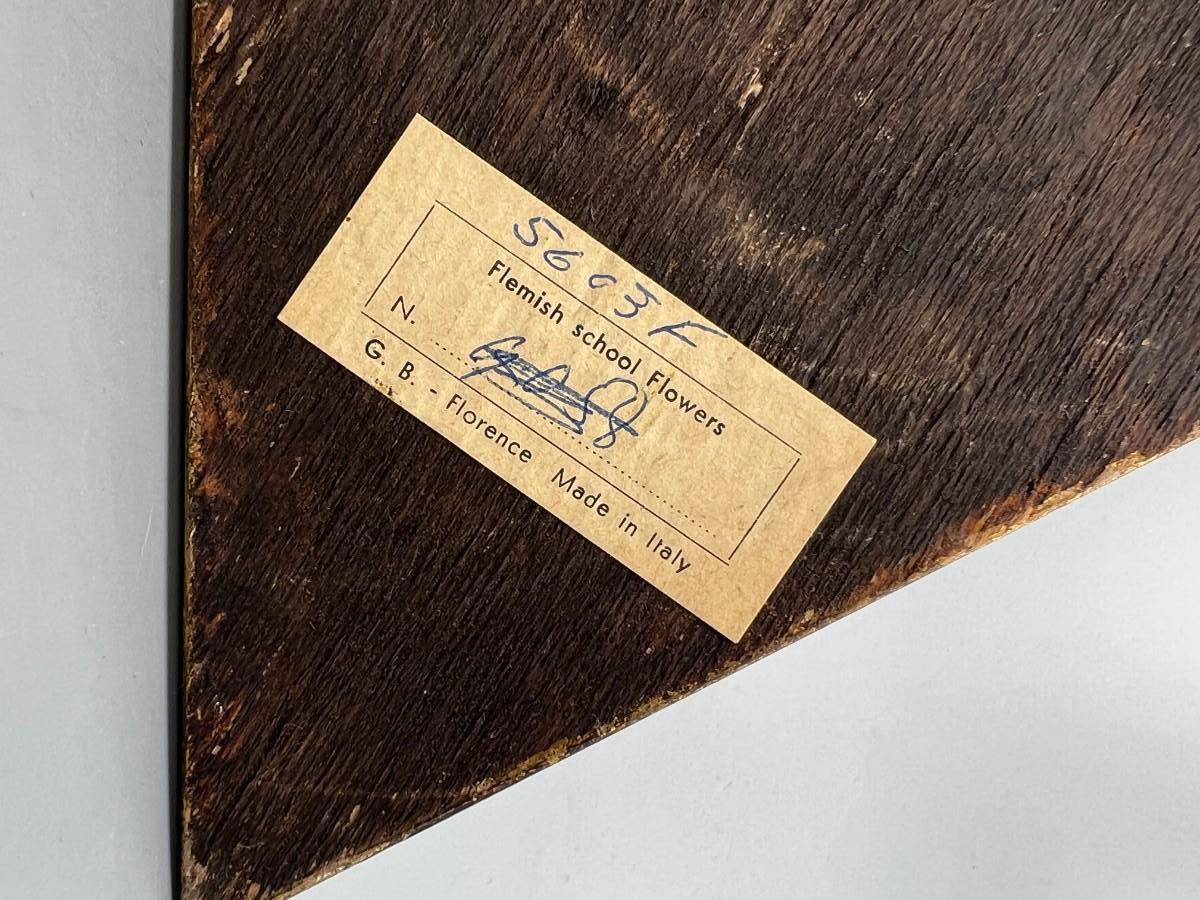 5603F
Flemish school Flowers
N.
G. B. - Florence Made in Italy